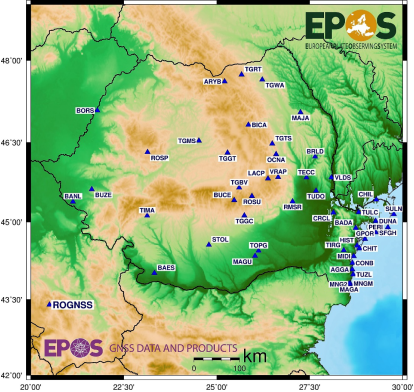 EPOS
EUROPEAN PLATE OBSERVING SYSTEM
48°00'
TGRT
ARYB
TGWA
BORS
MAJA
BICA
46°30'
TGMS
TGTS
ROSP
TGGT
OCNA
BRLD
LACP
VRAP
TECC
VLDS
BUZE
TGBV
BANL
BUCE
ROSU
TUDO
CHIL
RMSR
TIMA
TGGC
CRCL
TULC
SULN
45°00'
BADA
DUNA
PERI
GPOR
SFGH
STOL
TOPG
HIST
TIRG
CHIT
MAGU
MIDI
BAES
CONB
AGGA
TUZL
MNG2
MNGM
MAGA
43°30'
ROGNSS
EPOS GNSS DATA AND PRODUCTS
km
0 100
42°00'
20°00' 22°30' 25°00' 27°30' 30°00'